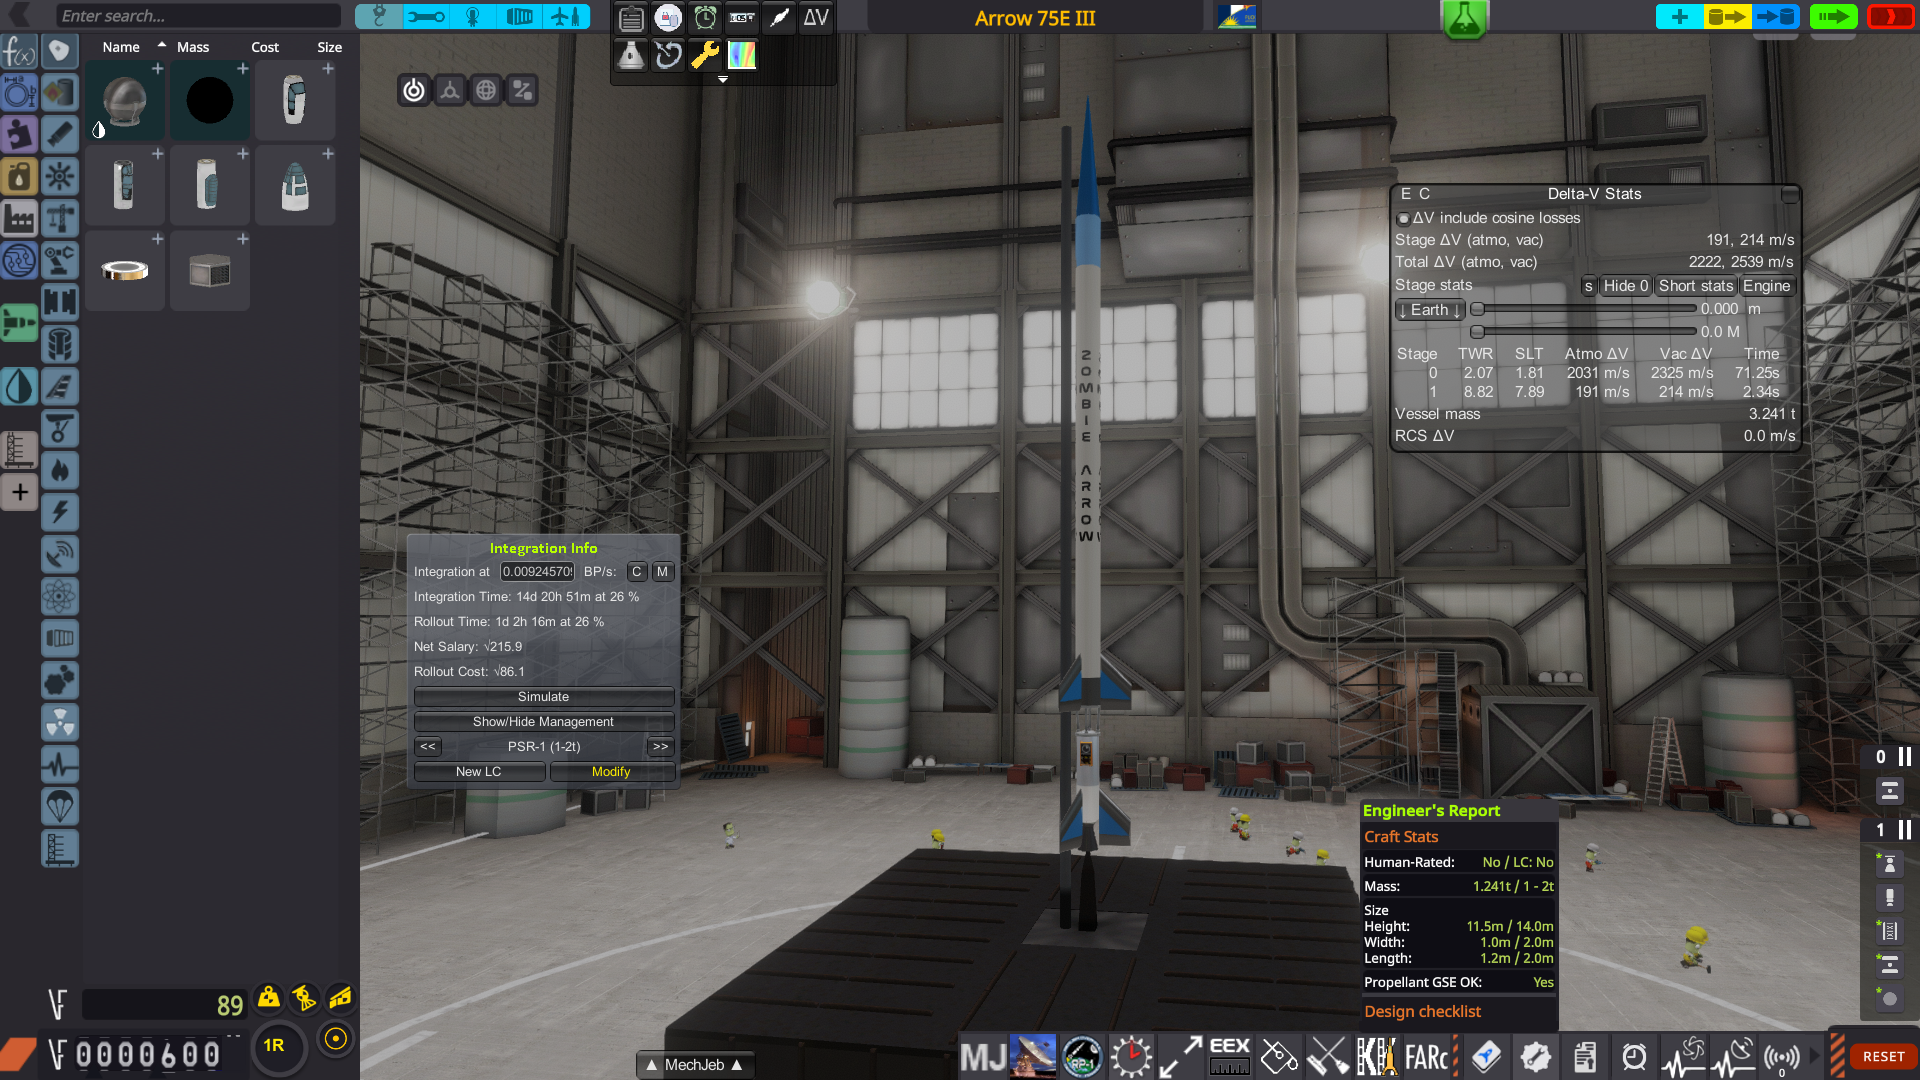 Enter search...
Arrow 75E III
kOS
ΔV
f(x)
Name Mass Cost Size
E C Delta-V Stats
ΔV include cosine losses
Stage ΔV (atmo, vac) 191, 214 m/s
Total ΔV (atmo, vac) 2222, 2539 m/s
Stage stats s Hide 0 Short stats Engine
↓ Earth ↓ 0.000 m
0.0 M
Stage TWR SLT Atmo ΔV Vac ΔV Time
0 2.07 1.81 2031 m/s 2325 m/s 71.25s
1 8.82 7.89 191 m/s 214 m/s 2.34s
Vessel mass 3.241 t
RCS ΔV 0.0 m/s
ZOMBIE ARROW
Integration Info
Integration at 0.00924570 BP/s: C M
Integration Time: 14d 20h 51m at 26 %
Rollout Time: 1d 2h 16m at 26 %
Net Salary: √215.9
Rollout Cost: √86.1
Simulate
Show/Hide Management
<< PSR-1 (1-2t) >>
New LC Modify
0
1
Engineer's Report
Craft Stats
Human-Rated: No / LC: No
Mass: 1.241t / 1 - 2t
Size
Height: 11.5m / 14.0m
Width: 1.0m / 2.0m
Length: 1.2m / 2.0m
Propellant GSE OK: Yes
Design checklist
89
0000600
1R
▲ MechJeb ▲
MJ
RP-1
EEX
FARc
0
RESET